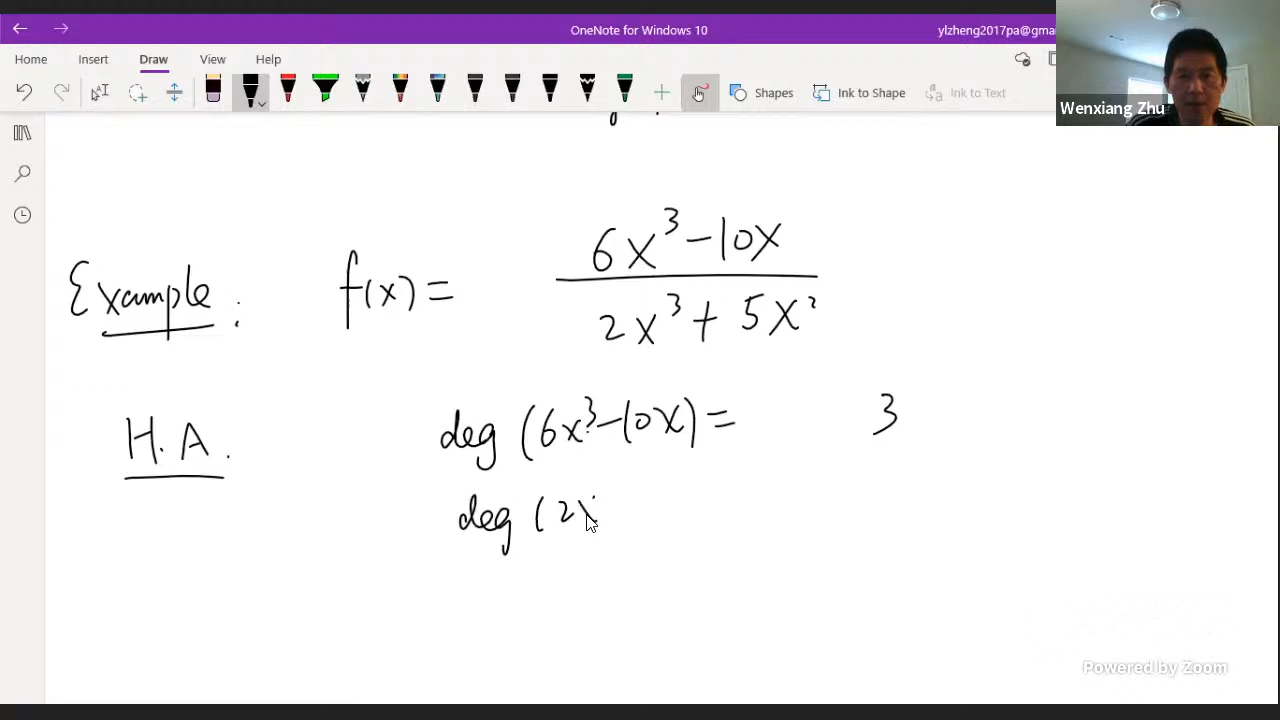 OneNote for Windows 10
ylzheng2017pa@gmai
Home Insert Draw View Help
Shapes Ink to Shape Ink to Text
Wenxiang Zhu
Example: f(x) = 6x³ - 10x
2x³ + 5x²
H.A. deg (6x³ - 10x) = 3
deg (2x
Powered by Zoom